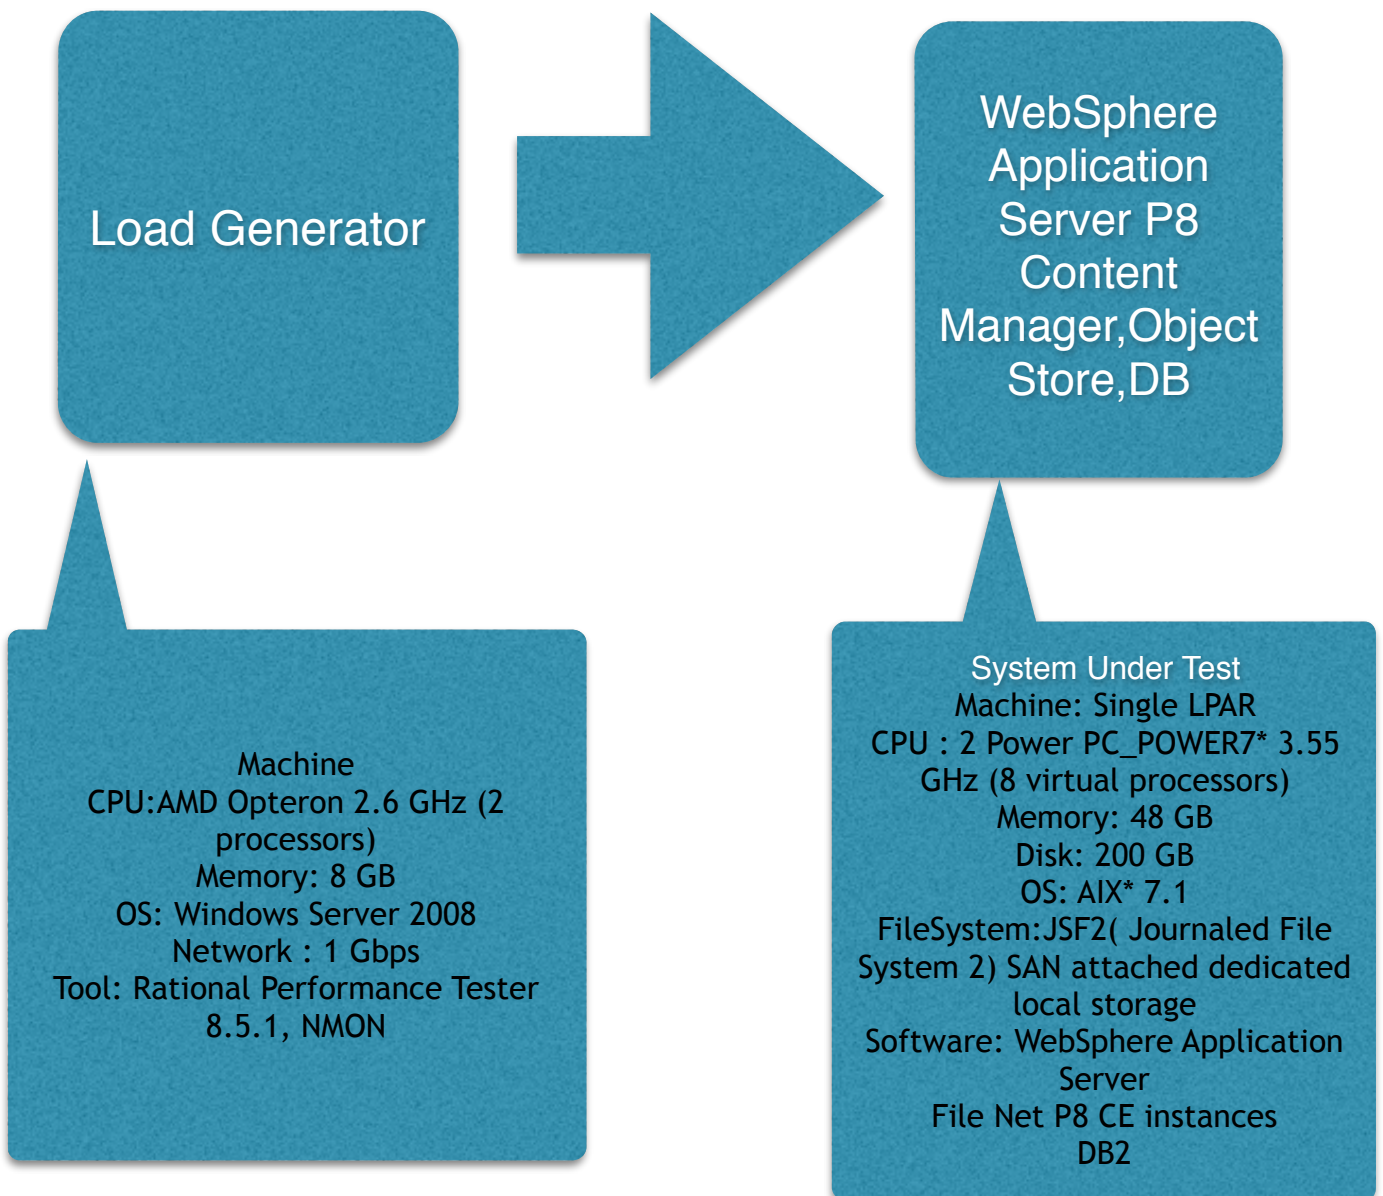 Load Generator
WebSphere
Application
Server P8
Content
Manager,Object
Store,DB
Machine
CPU:AMD Opteron 2.6 GHz (2
processors)
Memory: 8 GB
OS: Windows Server 2008
Network : 1 Gbps
Tool: Rational Performance Tester
8.5.1, NMON
System Under Test
Machine: Single LPAR
CPU : 2 Power PC_POWER7* 3.55
GHz (8 virtual processors)
Memory: 48 GB
Disk: 200 GB
OS: AIX* 7.1
FileSystem:JSF2( Journaled File
System 2) SAN attached dedicated
local storage
Software: WebSphere Application
Server
File Net P8 CE instances
DB2